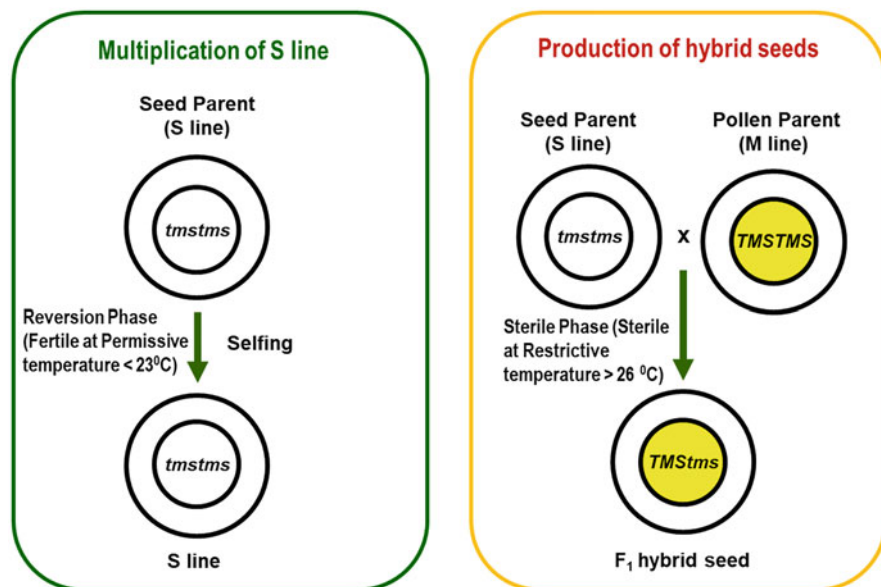 Multiplication of S line
Seed Parent
(S line)
tmstms
Reversion Phase
(Fertile at Permissive
temperature < 23⁰C)
Selfing
tmstms
S line
Production of hybrid seeds
Seed Parent
(S line)
Pollen Parent
(M line)
tmstms
x
TMSTMS
Sterile Phase (Sterile
at Restrictive
temperature > 26 ⁰C)
TMStms
F₁ hybrid seed